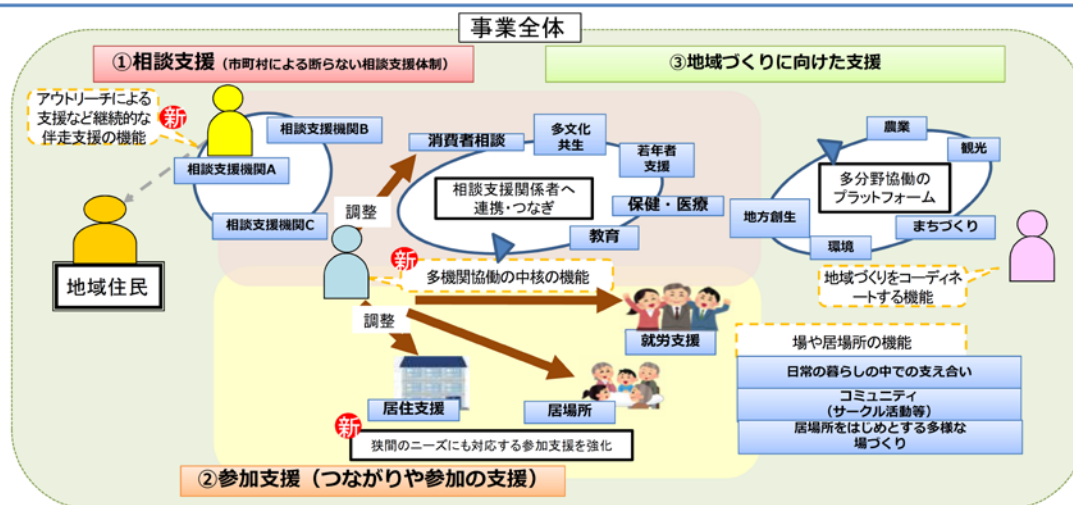 事業全体
①相談支援（市町村による断らない相談支援体制）
③地域づくりに向けた支援
アウトリーチによる
支援など継続的な
伴走支援の機能
新
相談支援機関B
相談支援機関A
相談支援機関C
地域住民
消費者相談
多文化
共生
若年者
支援
保健・医療
教育
相談支援関係者へ
連携・つなぎ
調整
新
多機関協働の中核の機能
調整
就労支援
居住支援
居場所
新
狭間のニーズにも対応する参加支援を強化
②参加支援（つながりや参加の支援）
農業
観光
まちづくり
環境
地方創生
多分野協働の
プラットフォーム
地域づくりをコーディネ
ートする機能
場や居場所の機能
日常の暮らしの中での支え合い
コミュニティ
（サークル活動等）
居場所をはじめとする多様な
場づくり